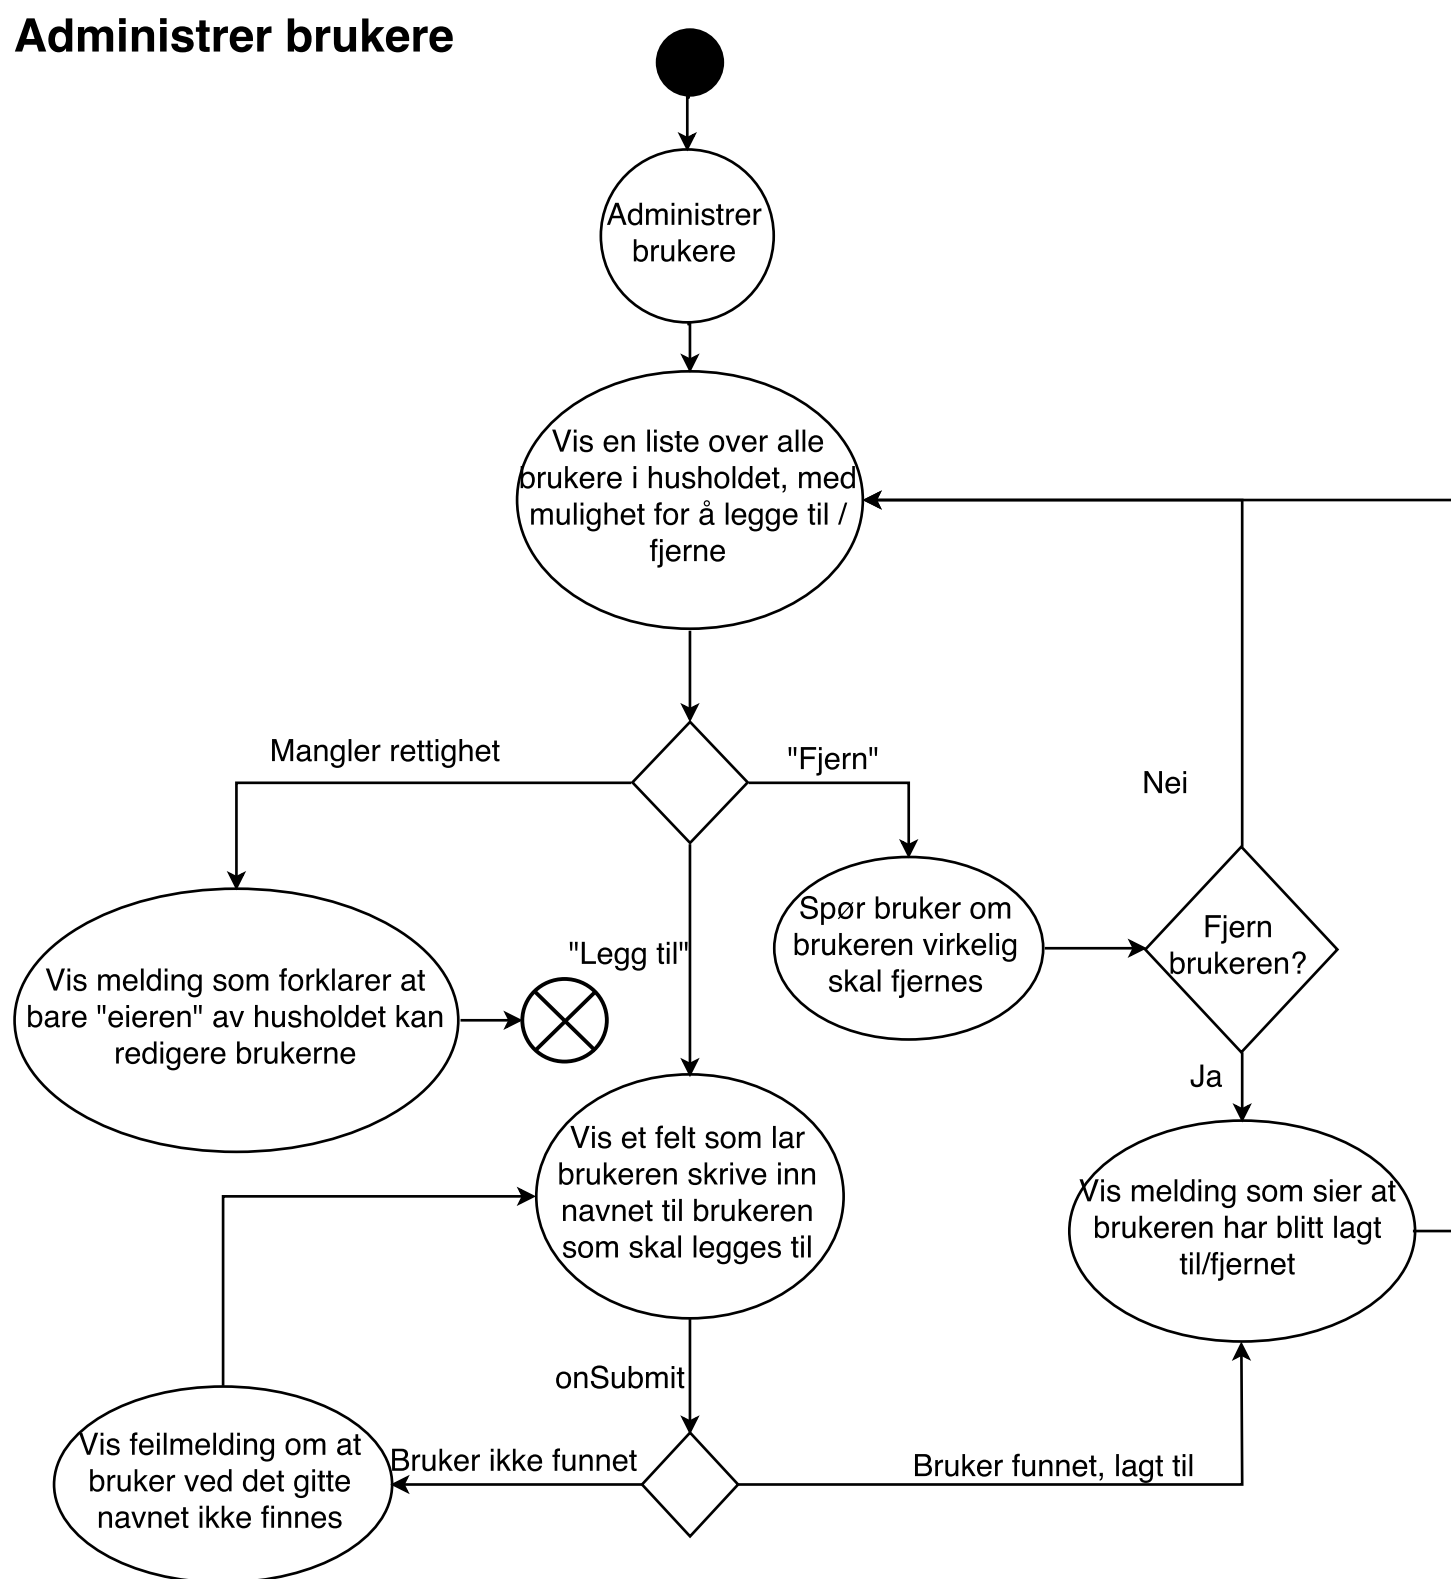 Administrer brukere
Administrer
brukere
Vis en liste over alle
brukere i husholdet, med
mulighet for å legge til /
fjerne
Mangler rettighet
"Fjern"
Nei
Spør bruker om
brukeren virkelig
skal fjernes
Fjern
brukeren?
"Legg til"
Vis melding som forklarer at
bare "eieren" av husholdet kan
redigere brukerne
Ja
Vis et felt som lar
brukeren skrive inn
navnet til brukeren
som skal legges til
Vis melding som sier at
brukeren har blitt lagt
til/fjernet
onSubmit
Bruker ikke funnet
Bruker funnet, lagt til
Vis feilmelding om at
bruker ved det gitte
navnet ikke finnes